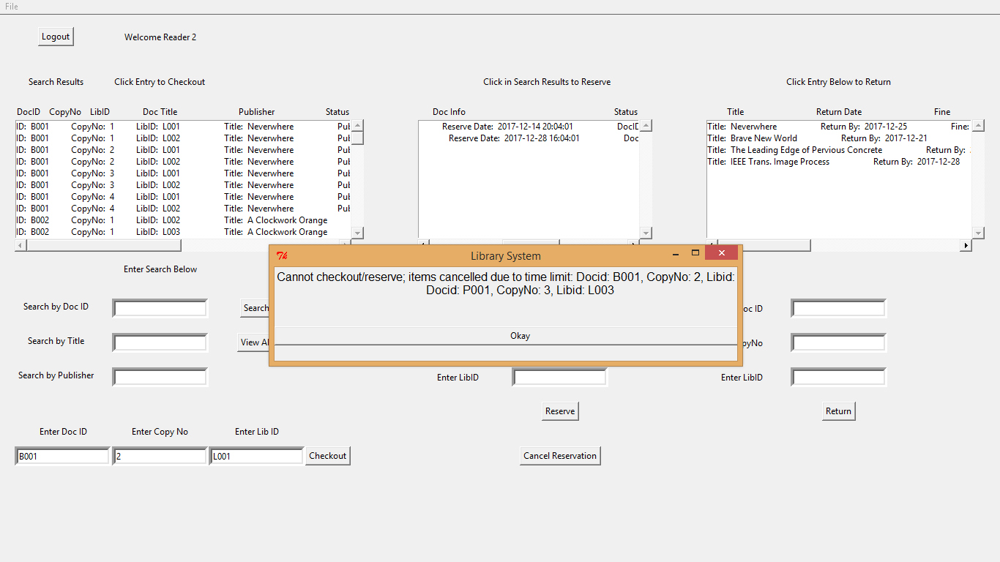 File
Logout Welcome Reader 2
Search Results Click Entry to Checkout Click in Search Results to Reserve Click Entry Below to Return
DocID CopyNo LibID Doc Title Publisher Status Doc Info Status Title Return Date Fine
ID: B001 CopyNo: 1 LibID: L001 Title: Neverwhere Pul Reserve Date: 2017-12-14 20:04:01 DocID Title: Neverwhere Return By: 2017-12-25 Fine:
ID: B001 CopyNo: 1 LibID: L002 Title: Neverwhere Pul Reserve Date: 2017-12-28 16:04:01 Doc Title: Brave New World Return By: 2017-12-21
ID: B001 CopyNo: 2 LibID: L001 Title: Neverwhere Pul Title: The Leading Edge of Pervious Concrete Return By:
ID: B001 CopyNo: 2 LibID: L002 Title: Neverwhere Pul Title: IEEE Trans. Image Process Return By: 2017-12-28
ID: B001 CopyNo: 3 LibID: L001 Title: Neverwhere Pul
ID: B001 CopyNo: 3 LibID: L002 Title: Neverwhere Pul
ID: B001 CopyNo: 4 LibID: L001 Title: Neverwhere Pul
ID: B001 CopyNo: 4 LibID: L002 Title: Neverwhere Pul
ID: B002 CopyNo: 1 LibID: L002 Title: A Clockwork Orange
ID: B002 CopyNo: 1 LibID: L003 Title: A Clockwork Orange
Library System
Cannot checkout/reserve; items cancelled due to time limit: Docid: B001, CopyNo: 2, Libid:
Docid: P001, CopyNo: 3, Libid: L003
Okay
Enter Search Below
Search by Doc ID Search oc ID
Search by Title View Al pyNo
Search by Publisher Enter LibID Enter LibID
Reserve Return
Enter Doc ID Enter Copy No Enter Lib ID
B001 2 L001 Checkout Cancel Reservation